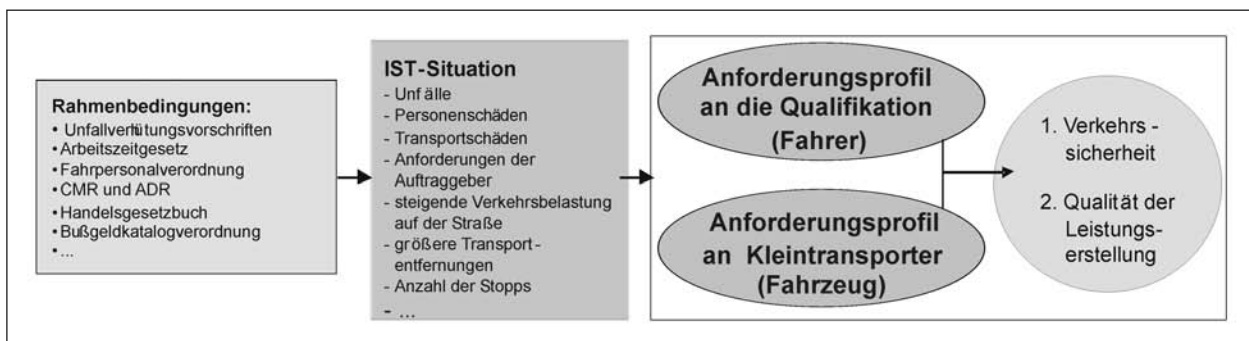 Rahmenbedingungen:
• Unfallverhütungsvorschriften
• Arbeitszeitgesetz
• Fahrpersonalverordnung
• CMR und ADR
• Handelsgesetzbuch
• Bußgeldkatalogverordnung
• ...
IST-Situation
- Unfälle
- Personenschäden
- Transportschäden
- Anforderungen der
Auftraggeber
- steigende Verkehrsbelastung
auf der Straße
- größere Transport-
entfernungen
- Anzahl der Stopps
- ...
Anforderungsprofil
an die Qualifikation
(Fahrer)
Anforderungsprofil
an Kleintransporter
(Fahrzeug)
1. Verkehrs -
sicherheit
2. Qualität der
Leistungs-
erstellung